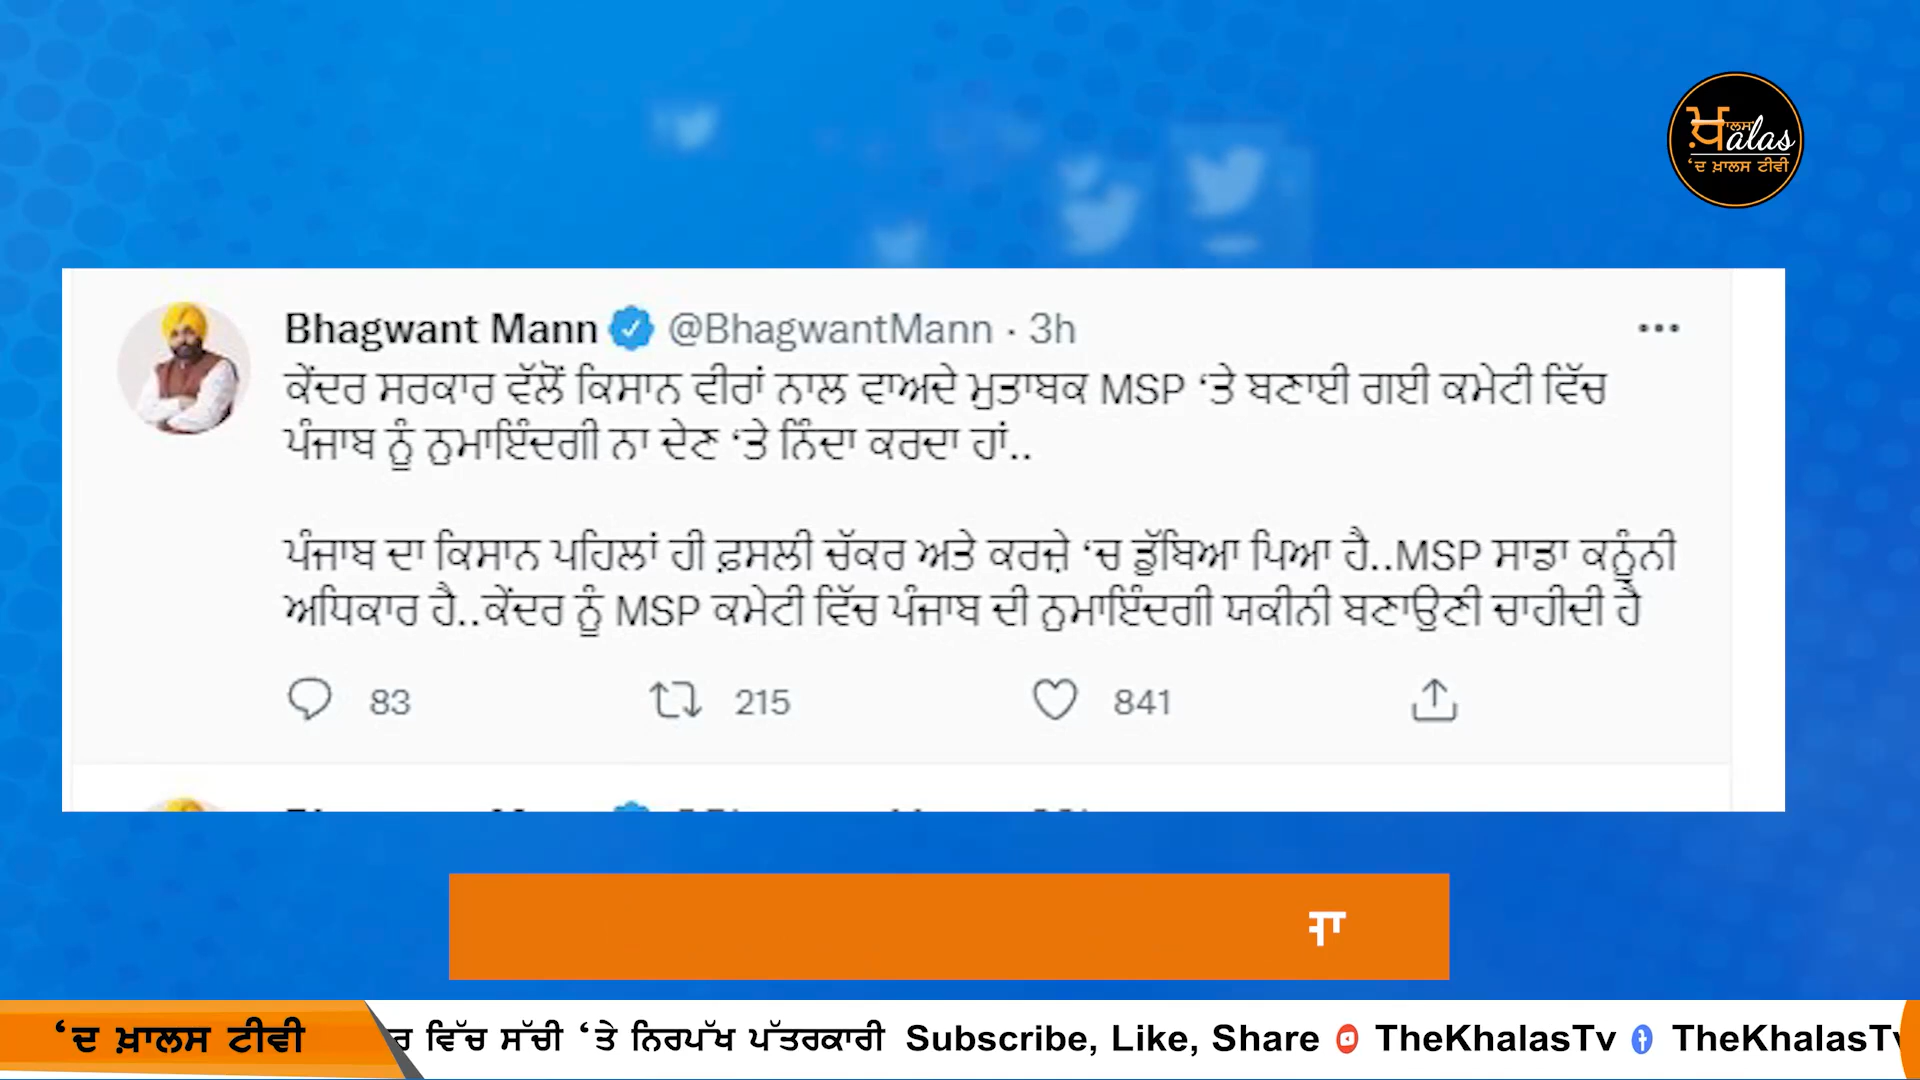 ਖ਼ਾਲਸalas
‘ਦ ਖ਼ਾਲਸ ਟੀਵੀ
Bhagwant Mann @BhagwantMann · 3h
ਕੇਂਦਰ ਸਰਕਾਰ ਵੱਲੋਂ ਕਿਸਾਨ ਵੀਰਾਂ ਨਾਲ ਵਾਅਦੇ ਮੁਤਾਬਕ MSP ‘ਤੇ ਬਣਾਈ ਗਈ ਕਮੇਟੀ ਵਿੱਚ
ਪੰਜਾਬ ਨੂੰ ਨੁਮਾਇੰਦਗੀ ਨਾ ਦੇਣ ‘ਤੇ ਨਿੰਦਾ ਕਰਦਾ ਹਾਂ..
ਪੰਜਾਬ ਦਾ ਕਿਸਾਨ ਪਹਿਲਾਂ ਹੀ ਫ਼ਸਲੀ ਚੱਕਰ ਅਤੇ ਕਰਜ਼ੇ ‘ਚ ਡੁੱਬਿਆ ਪਿਆ ਹੈ..MSP ਸਾਡਾ ਕਨੂੰਨੀ
ਅਧਿਕਾਰ ਹੈ..ਕੇਂਦਰ ਨੂੰ MSP ਕਮੇਟੀ ਵਿੱਚ ਪੰਜਾਬ ਦੀ ਨੁਮਾਇੰਦਗੀ ਯਕੀਨੀ ਬਣਾਉਣੀ ਚਾਹੀਦੀ ਹੈ
83 215 841
‘ਦ ਖ਼ਾਲਸ ਟੀਵੀ ਰ ਵਿੱਚ ਸੱਚੀ ‘ਤੇ ਨਿਰਪੱਖ ਪੱਤਰਕਾਰੀ Subscribe, Like, Share TheKhalasTv TheKhalasTv